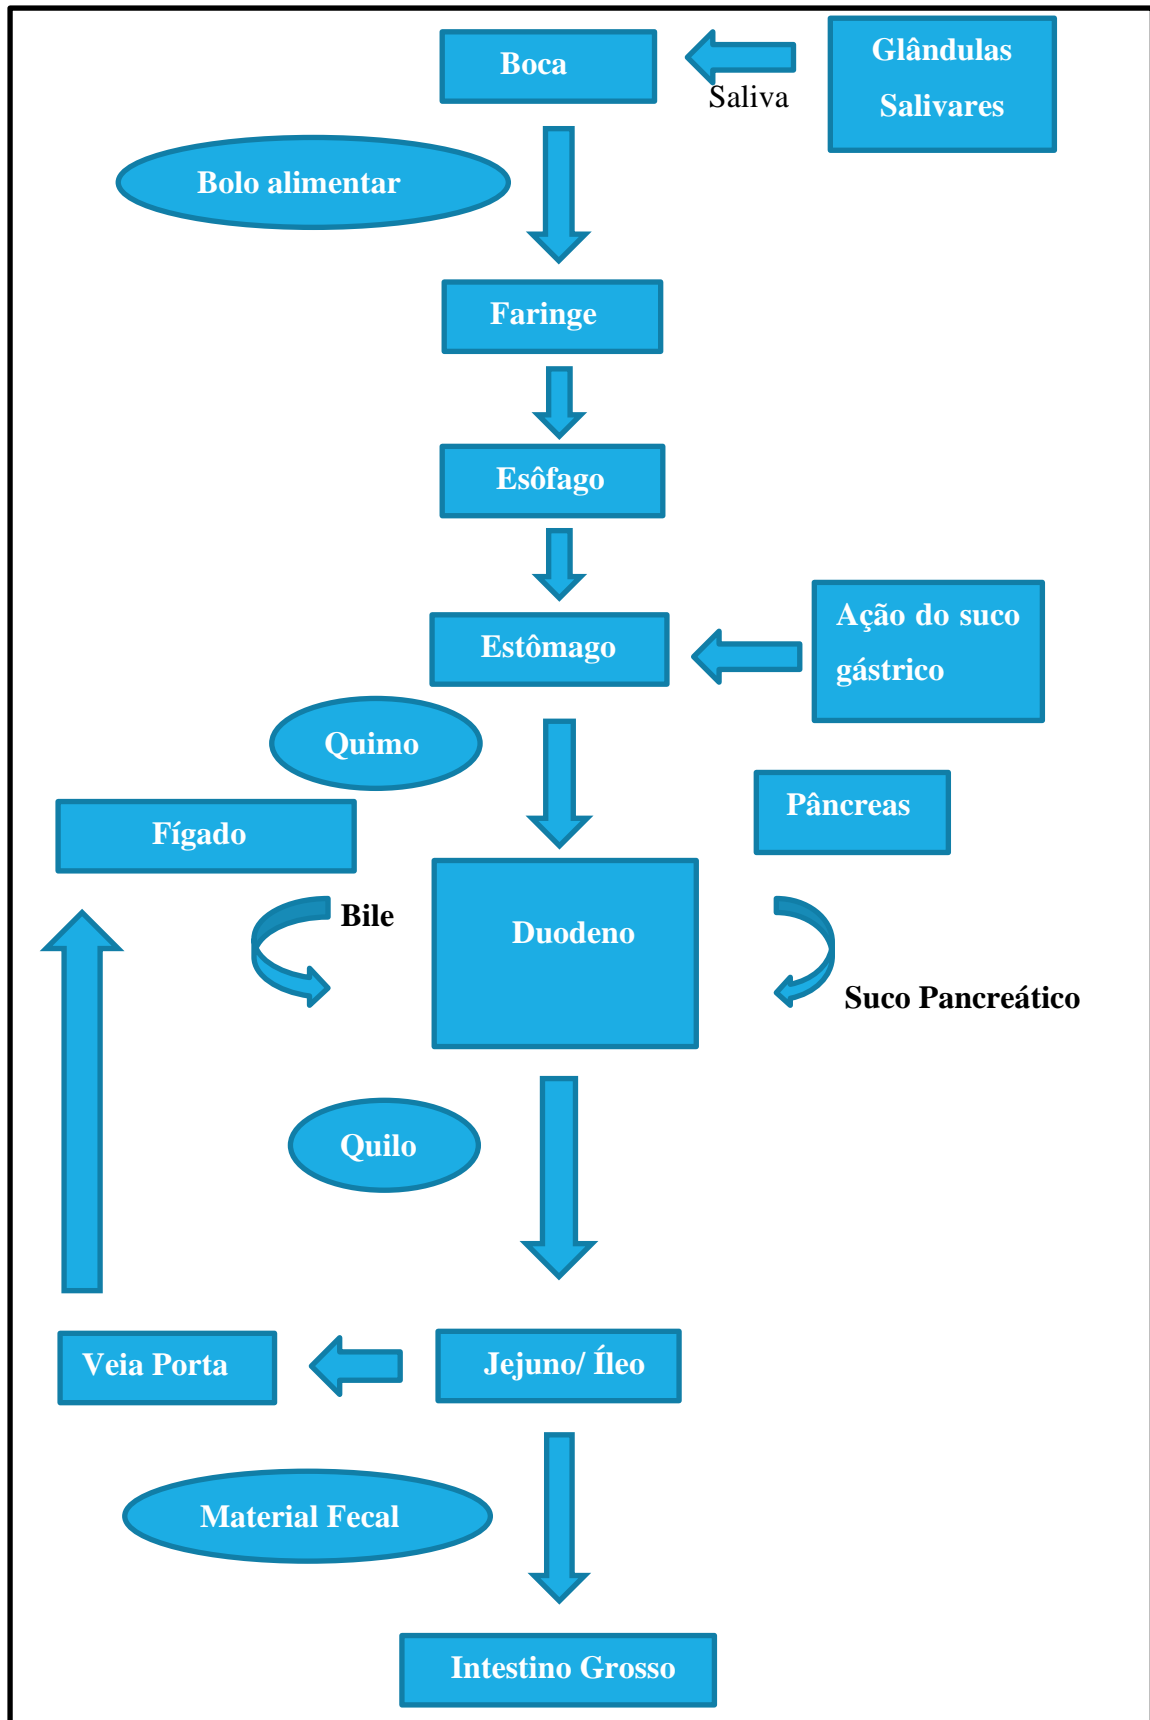 Boca
Saliva
Glândulas
Salivares
Bolo alimentar
Faringe
Esôfago
Estômago
Ação do suco
gástrico
Quimo
Pâncreas
Fígado
Bile
Duodeno
Suco Pancreático
Quilo
Veia Porta
Jejuno/ Íleo
Material Fecal
Intestino Grosso